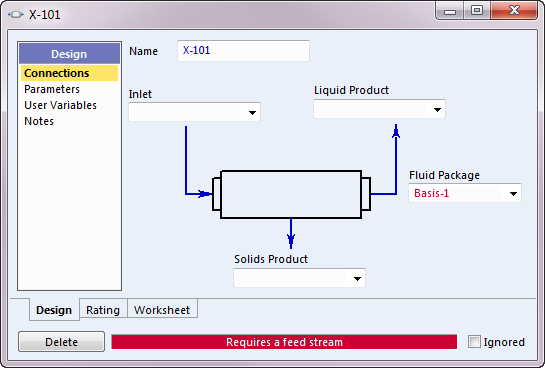 X-101
Design
Connections
Parameters
User Variables
Notes
Name X-101
Inlet
Liquid Product
Fluid Package
Basis-1
Solids Product
Design Rating Worksheet
Delete Requires a feed stream Ignored